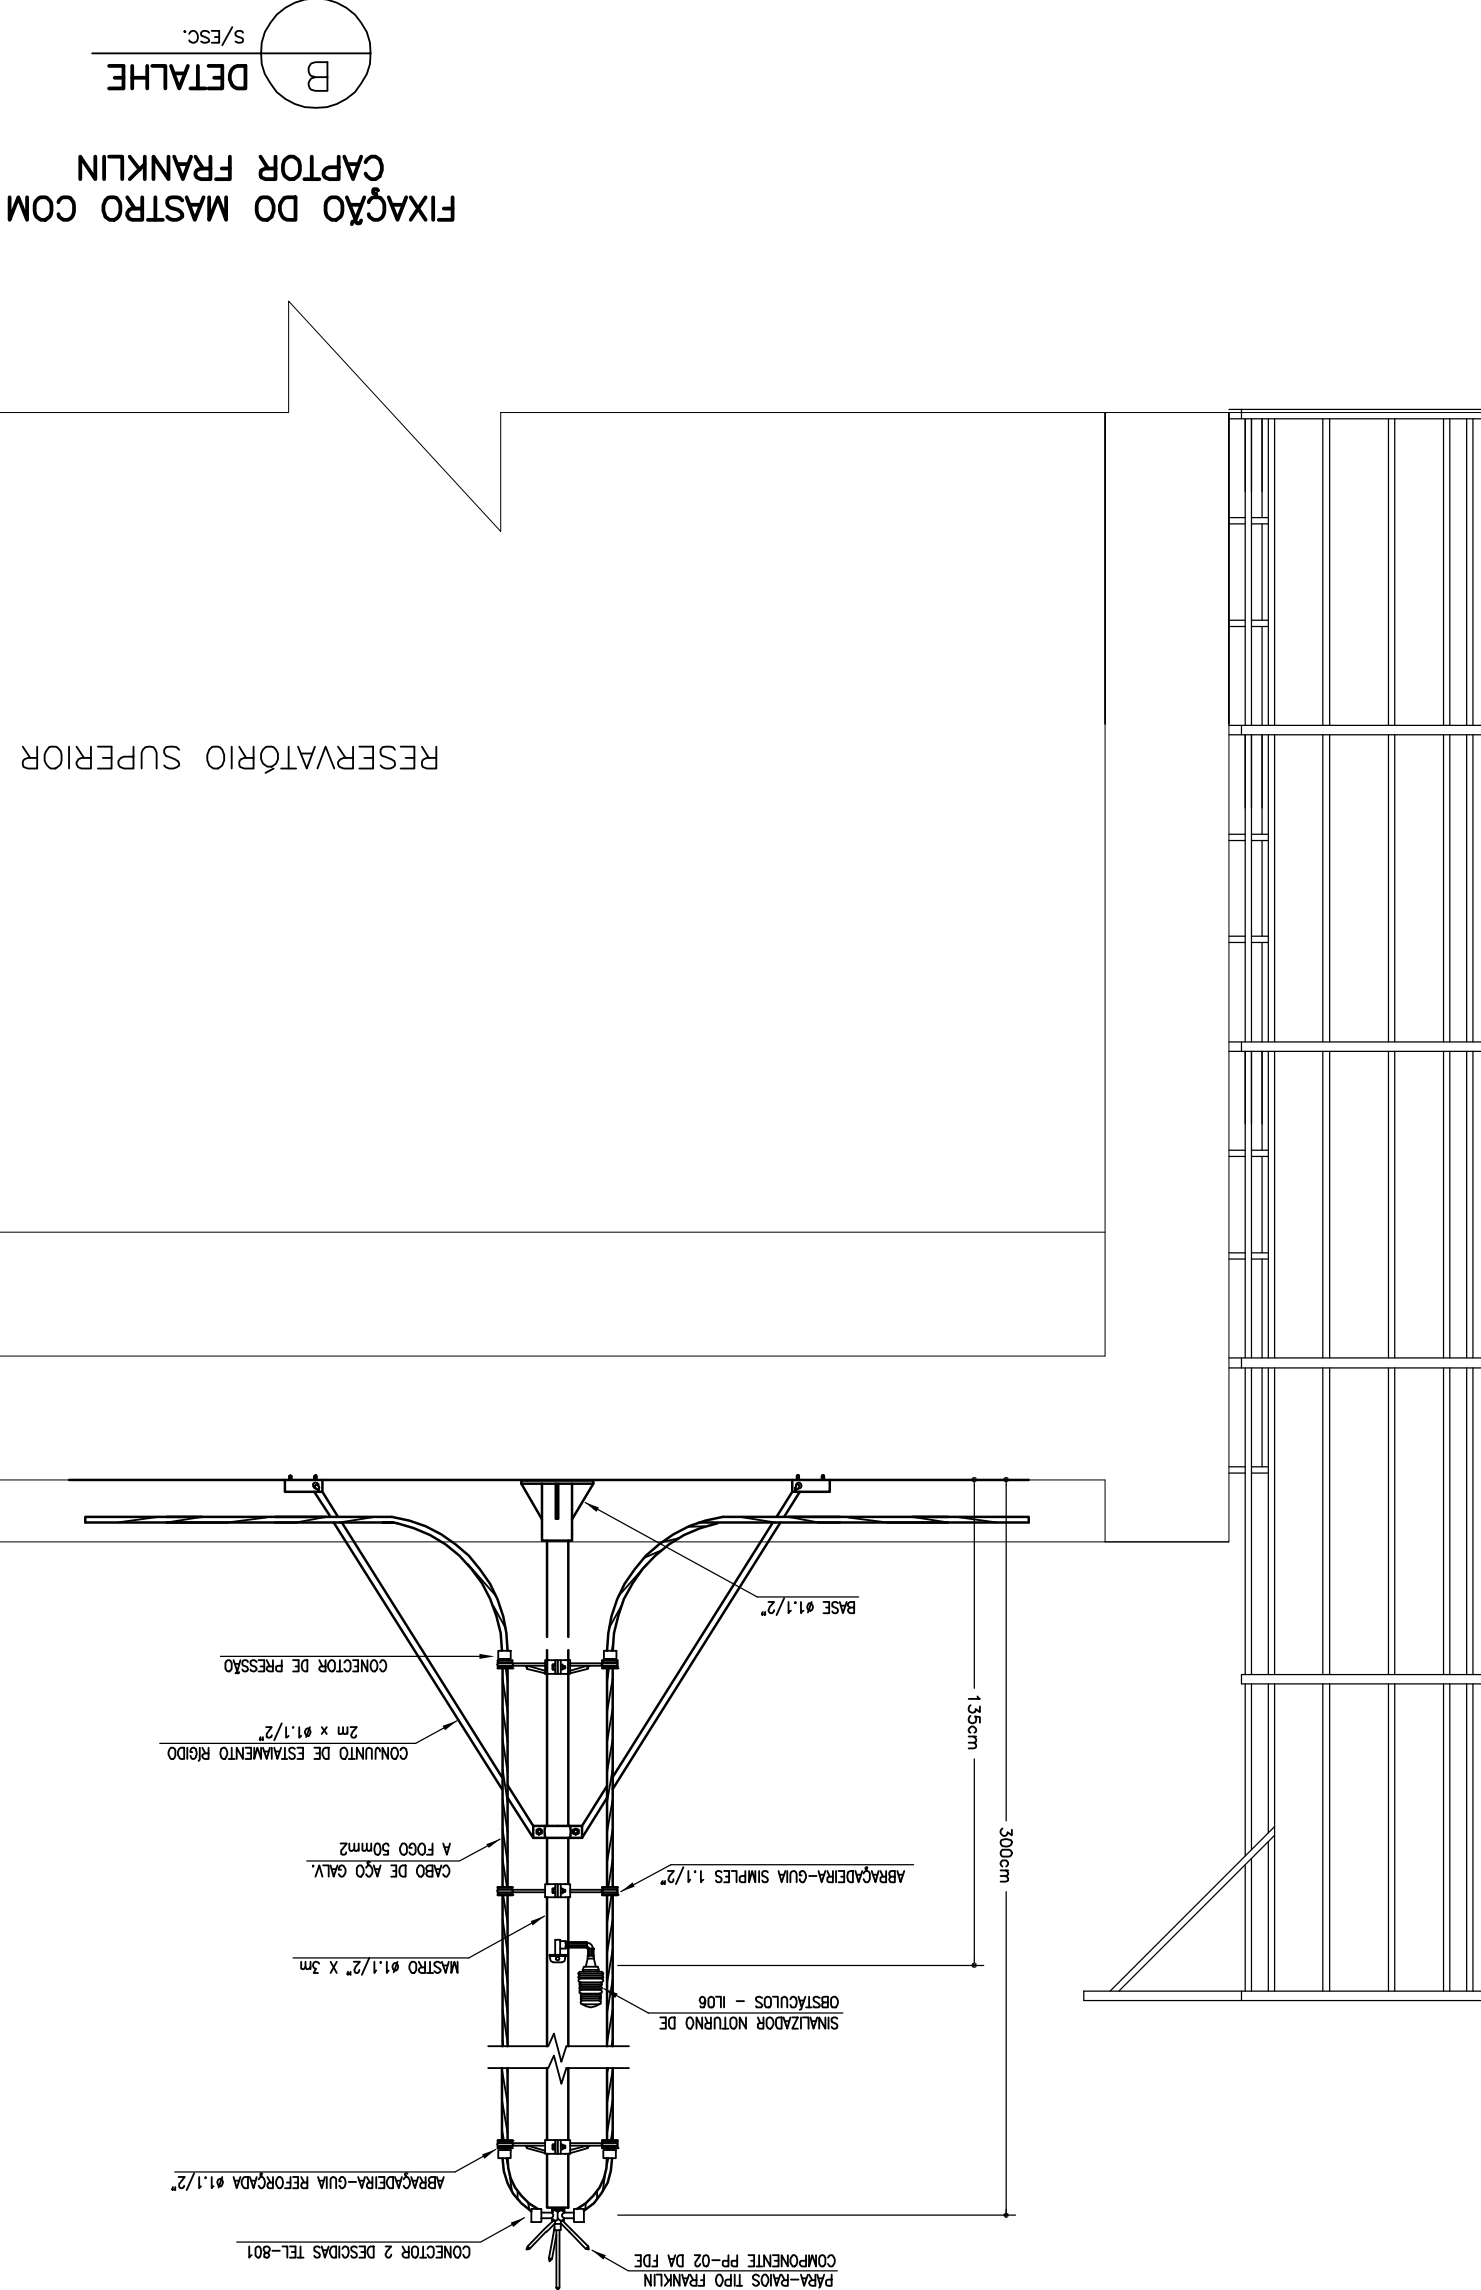 PÁRA-RAIOS TIPO FRANKLIN
COMPONENTE PP-02 DA FDE
CONECTOR 2 DESCIDAS TEL-801
ABRAÇADEIRA-GUIA REFORÇADA ø1.1/2"
SINALIZADOR NOTURNO DE
OBSTÁCULOS - IL06
MASTRO ø1.1/2" X 3m
ABRAÇADEIRA-GUIA SIMPLES 1.1/2"
CABO DE AÇO GALV.
A FOGO 50mm2
300cm
CONJUNTO DE ESTAIAMENTO RÍGIDO
2m x ø1.1/2"
135cm
CONECTOR DE PRESSÃO
BASE ø1.1/2"
RESERVATÓRIO SUPERIOR
FIXAÇÃO DO MASTRO COM
CAPTOR FRANKLIN
B
DETALHE
S/ESC.